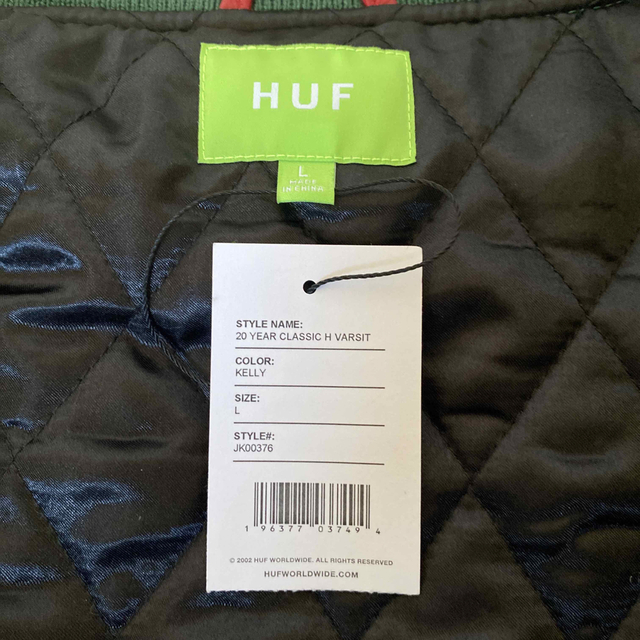 HUF
L
MADE
IN CHINA
STYLE NAME:
20 YEAR CLASSIC H VARSIT
COLOR:
KELLY
SIZE:
L
STYLE#:
JK00376
1 96377 03749 4
© 2002 HUF WORLDWIDE. ALL RIGHTS RESERVED.
HUFWORLDWIDE.COM